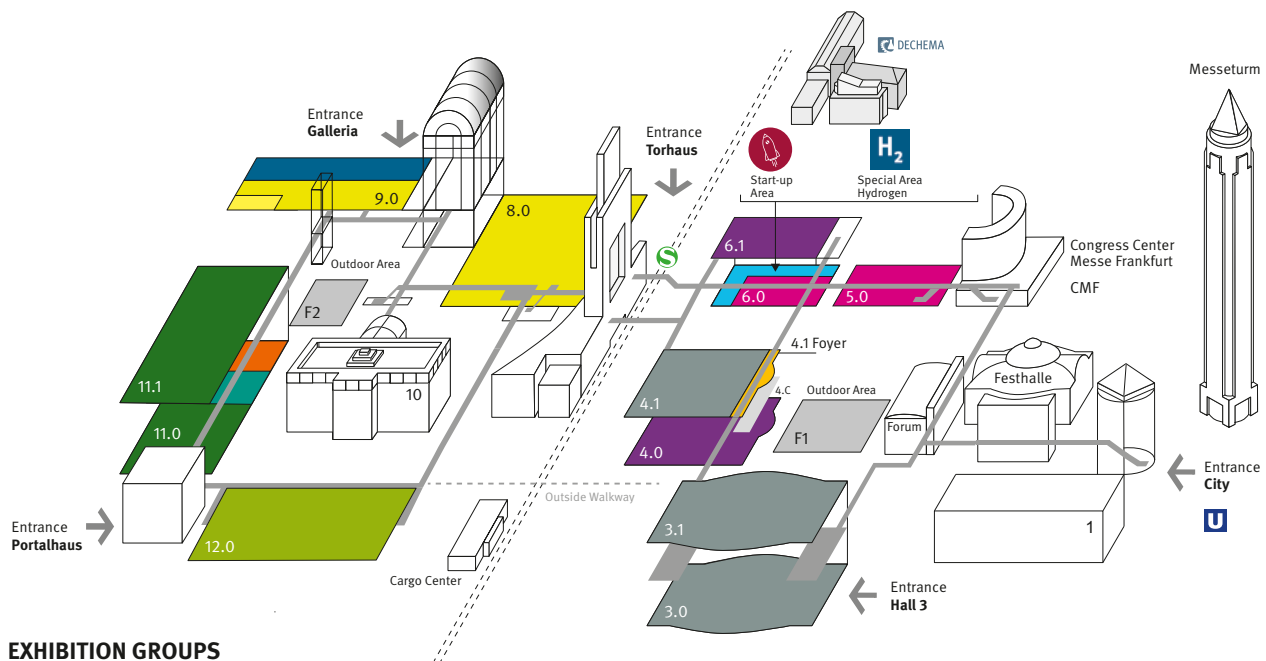 DECHEMA
Messeturm
Entrance
Galleria
Entrance
Torhaus
H2
Start-up
Area
Special Area
Hydrogen
9.0
8.0
6.1
S
Congress Center
Messe Frankfurt
CMF
Outdoor Area
6.0
5.0
F2
4.1 Foyer
11.1
10
Festhalle
4.C
Outdoor Area
4.1
11.0
F1
Forum
4.0
Entrance
City
Outside Walkway
U
Entrance
Portalhaus
3.1
1
12.0
Cargo Center
Entrance
Hall 3
3.0
EXHIBITION GROUPS